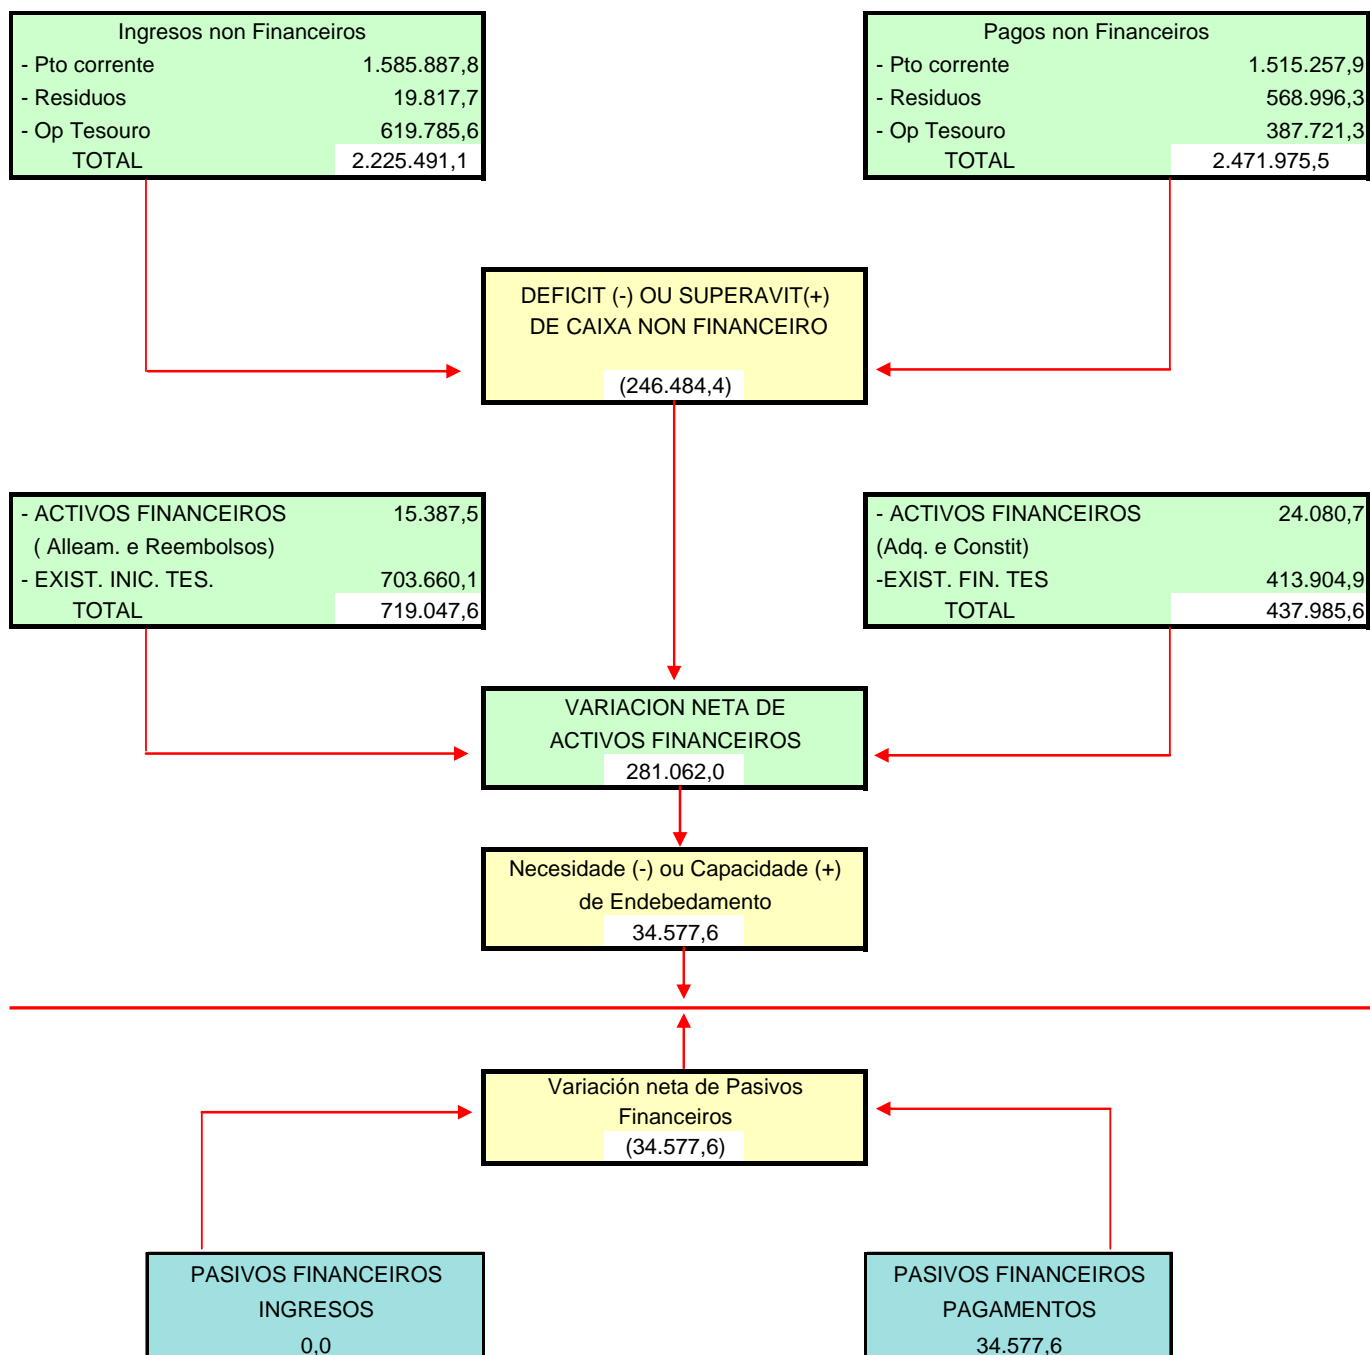 Ingresos non Financeiros
- Pto corrente 1.585.887,8
- Residuos 19.817,7
- Op Tesouro 619.785,6
TOTAL 2.225.491,1
Pagos non Financeiros
- Pto corrente 1.515.257,9
- Residuos 568.996,3
- Op Tesouro 387.721,3
TOTAL 2.471.975,5
DEFICIT (-) OU SUPERAVIT(+)
DE CAIXA NON FINANCEIRO
(246.484,4)
- ACTIVOS FINANCEIROS 15.387,5
( Alleam. e Reembolsos)
- EXIST. INIC. TES. 703.660,1
TOTAL 719.047,6
- ACTIVOS FINANCEIROS 24.080,7
(Adq. e Constit)
-EXIST. FIN. TES 413.904,9
TOTAL 437.985,6
VARIACION NETA DE
ACTIVOS FINANCEIROS
281.062,0
Necesidade (-) ou Capacidade (+)
de Endebedamento
34.577,6
Variación neta de Pasivos
Financeiros
(34.577,6)
PASIVOS FINANCEIROS
INGRESOS
0,0
PASIVOS FINANCEIROS
PAGAMENTOS
34.577,6